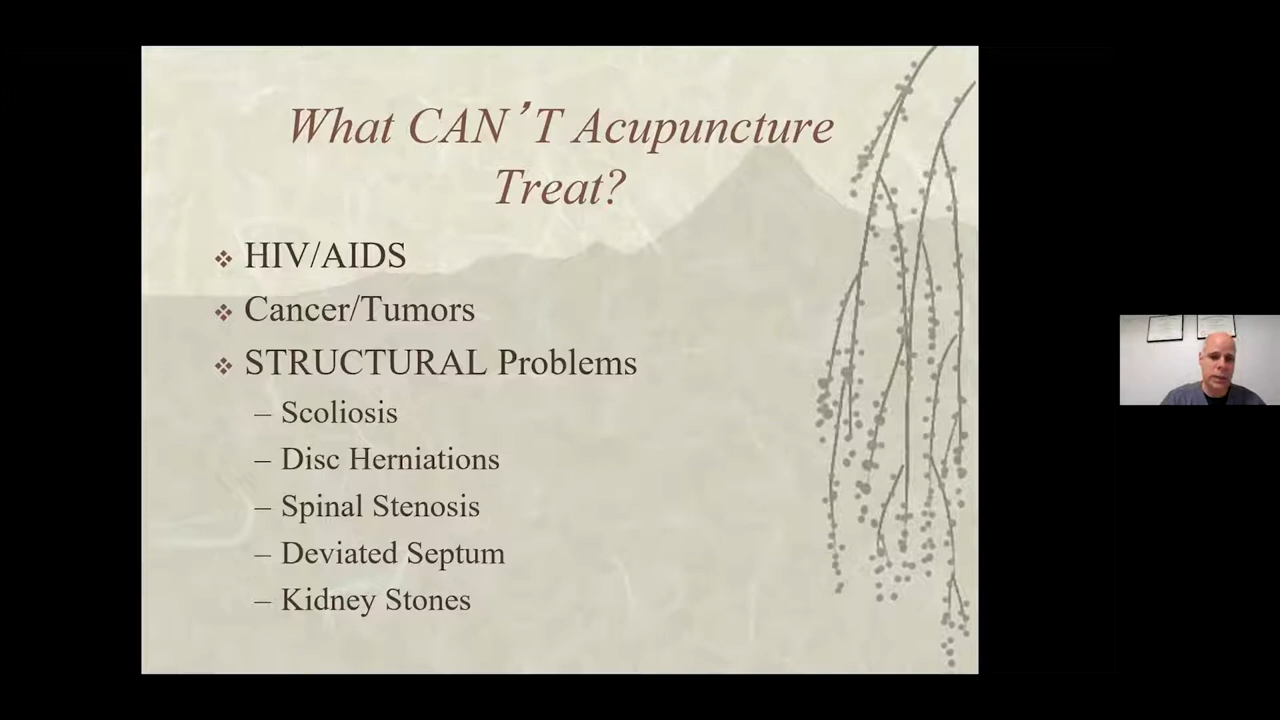 What CAN’T Acupuncture
Treat?
❖ HIV/AIDS
❖ Cancer/Tumors
❖ STRUCTURAL Problems
– Scoliosis
– Disc Herniations
– Spinal Stenosis
– Deviated Septum
– Kidney Stones